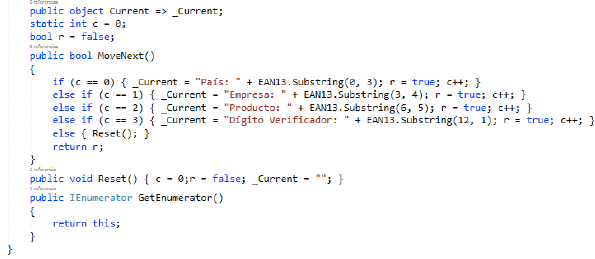 0 referencias
public object Current => _Current;
static int c = 0;
bool r = false;
0 referencias
public bool MoveNext()
{
if (c == 0) { _Current = "País: " + EAN13.Substring(0, 3); r = true; c++; }
else if (c == 1) { _Current = "Empresa: " + EAN13.Substring(3, 4); r = true; c++; }
else if (c == 2) { _Current = "Producto: " + EAN13.Substring(6, 5); r = true; c++; }
else if (c == 3) { _Current = "Dígito Verificador: " + EAN13.Substring(12, 1); r = true; c++; }
else { Reset(); }
return r;
}
referencias
public void Reset() { c = 0;r = false; _Current = ""; }
referencias
public IEnumerator GetEnumerator()
{
return this;
}
}